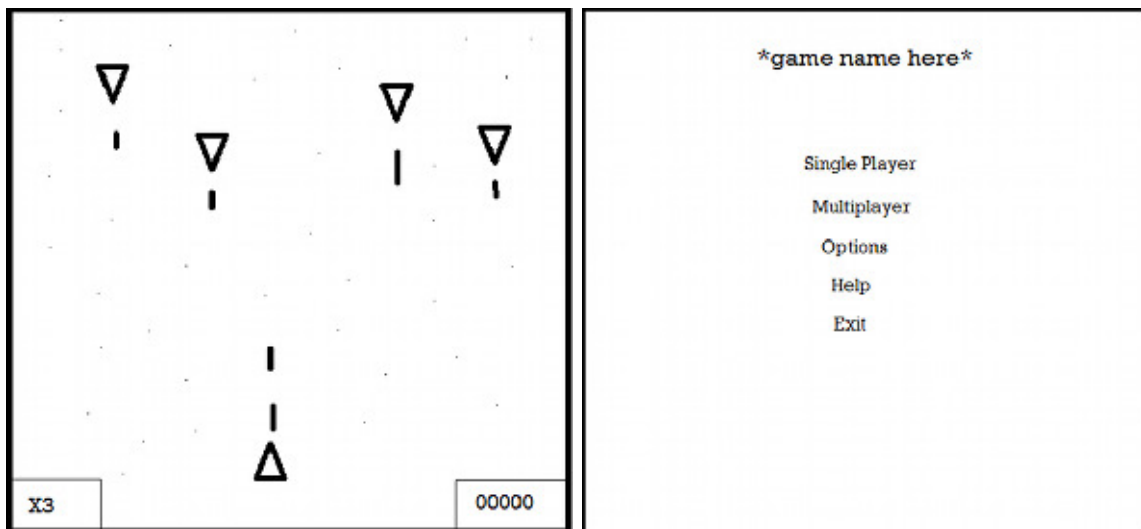 X3
00000
*game name here*
Single Player
Multiplayer
Options
Help
Exit